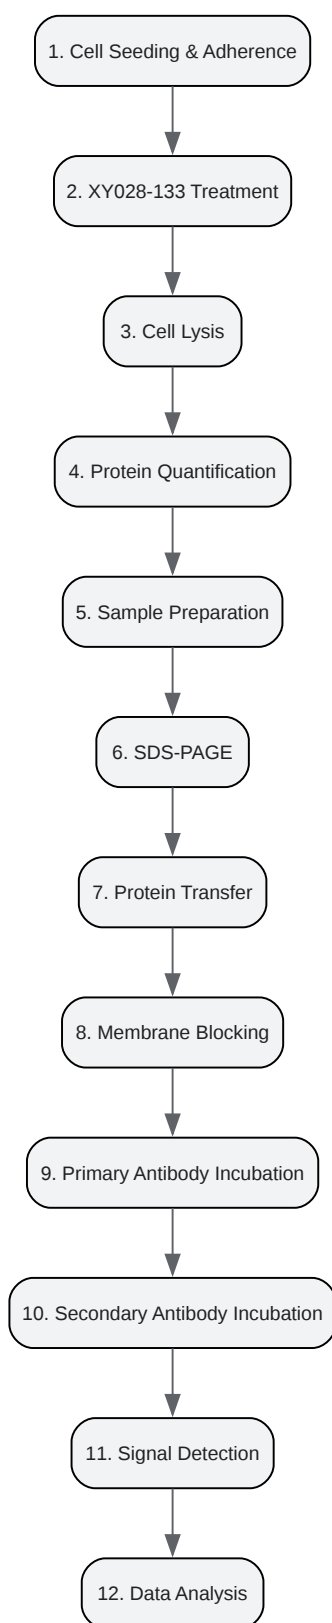 1. Cell Seeding & Adherence
2. XY028-133 Treatment
3. Cell Lysis
4. Protein Quantification
5. Sample Preparation
6. SDS-PAGE
7. Protein Transfer
8. Membrane Blocking
9. Primary Antibody Incubation
10. Secondary Antibody Incubation
11. Signal Detection
12. Data Analysis